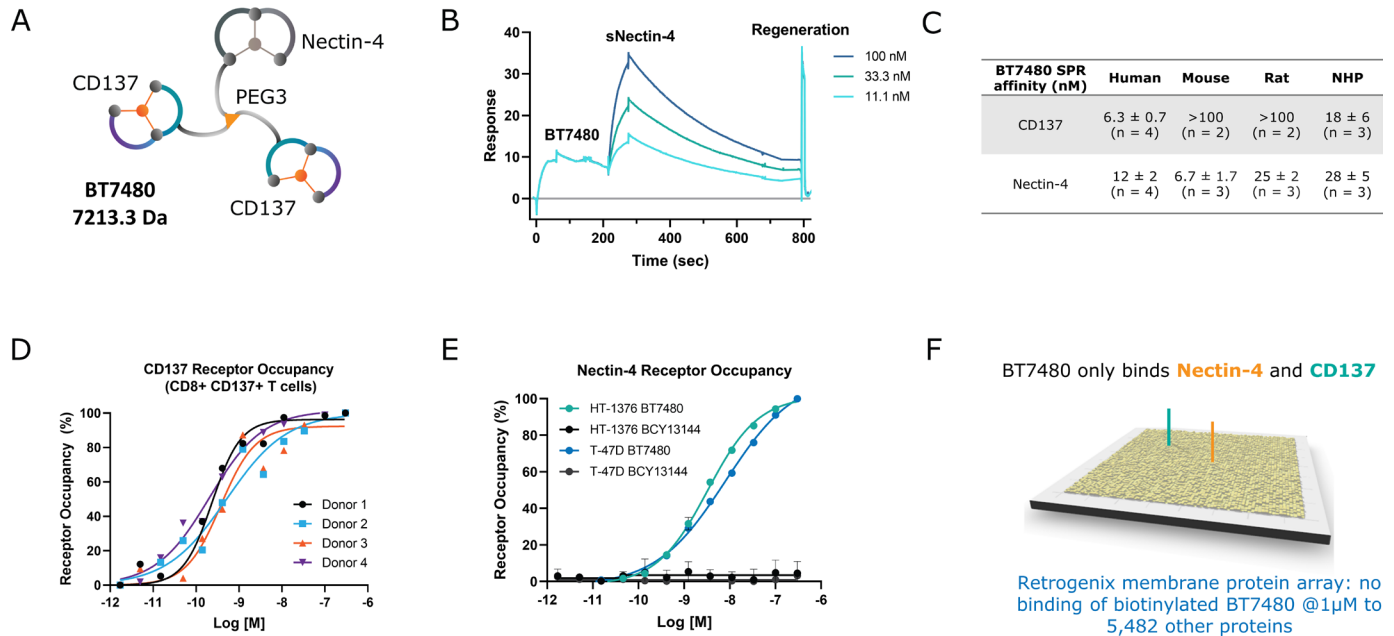 A
Nectin-4
CD137
PEG3
CD137
BT7480
7213.3 Da
B
sNectin-4
Regeneration
BT7480
100 nM
33.3 nM
11.1 nM
Response
40
30
20
10
0
0
200
400
600
800
Time (sec)
C
BT7480 SPR affinity (nM) Human Mouse Rat NHP
CD137 6.3 ± 0.7 (n = 4) >100 (n = 2) >100 (n = 2) 18 ± 6 (n = 3)
Nectin-4 12 ± 2 (n = 4) 6.7 ± 1.7 (n = 3) 25 ± 2 (n = 3) 28 ± 5 (n = 3)
D
CD137 Receptor Occupancy
(CD8+ CD137+ T cells)
Receptor Occupancy (%)
100
80
60
40
20
0
Donor 1
Donor 2
Donor 3
Donor 4
-12
-11
-10
-9
-8
-7
-6
Log [M]
E
Nectin-4 Receptor Occupancy
Receptor Occupancy (%)
100
80
60
40
20
0
HT-1376 BT7480
HT-1376 BCY13144
T-47D BT7480
T-47D BCY13144
-12
-11
-10
-9
-8
-7
-6
Log [M]
F
BT7480 only binds Nectin-4 and CD137
Retrogenix membrane protein array: no
binding of biotinylated BT7480 @1µM to
5,482 other proteins